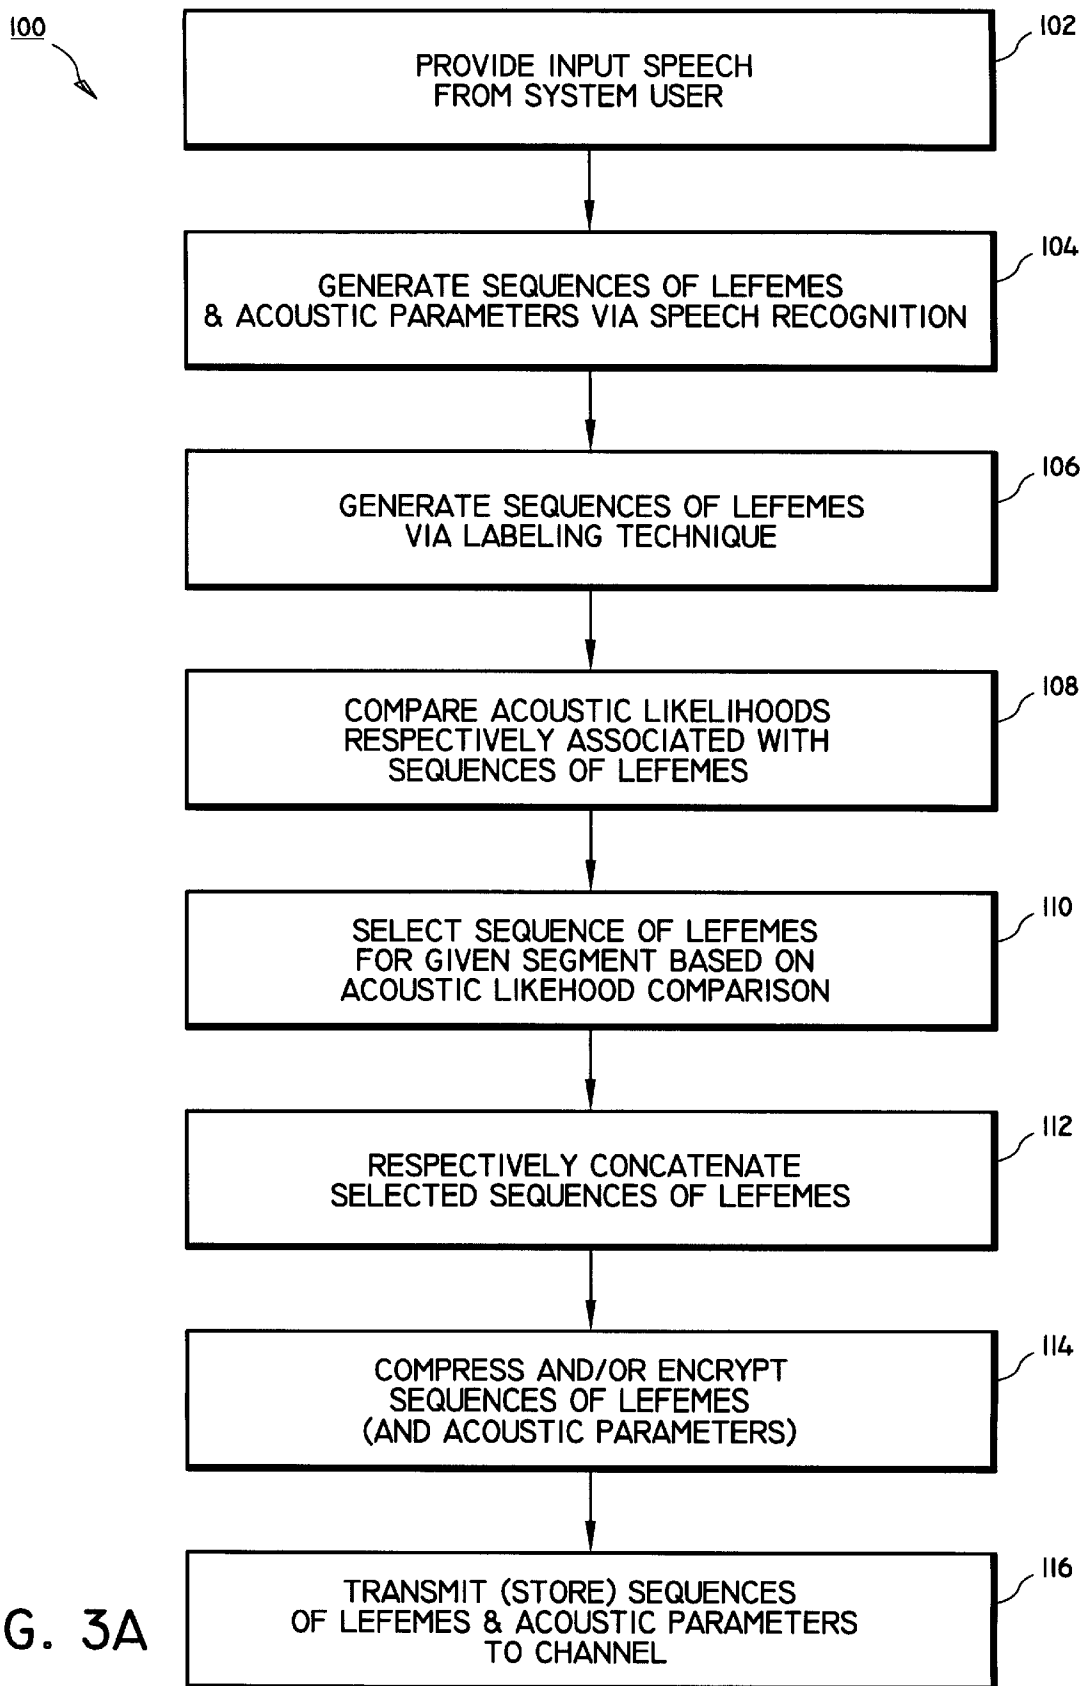 100
102
PROVIDE INPUT SPEECH
FROM SYSTEM USER
104
GENERATE SEQUENCES OF LEFEMES
& ACOUSTIC PARAMETERS VIA SPEECH RECOGNITION
106
GENERATE SEQUENCES OF LEFEMES
VIA LABELING TECHNIQUE
108
COMPARE ACOUSTIC LIKELIHOODS
RESPECTIVELY ASSOCIATED WITH
SEQUENCES OF LEFEMES
110
SELECT SEQUENCE OF LEFEMES
FOR GIVEN SEGMENT BASED ON
ACOUSTIC LIKEHOOD COMPARISON
112
RESPECTIVELY CONCATENATE
SELECTED SEQUENCES OF LEFEMES
114
COMPRESS AND/OR ENCRYPT
SEQUENCES OF LEFEMES
(AND ACOUSTIC PARAMETERS)
116
TRANSMIT (STORE) SEQUENCES
OF LEFEMES & ACOUSTIC PARAMETERS
TO CHANNEL
G. 3A